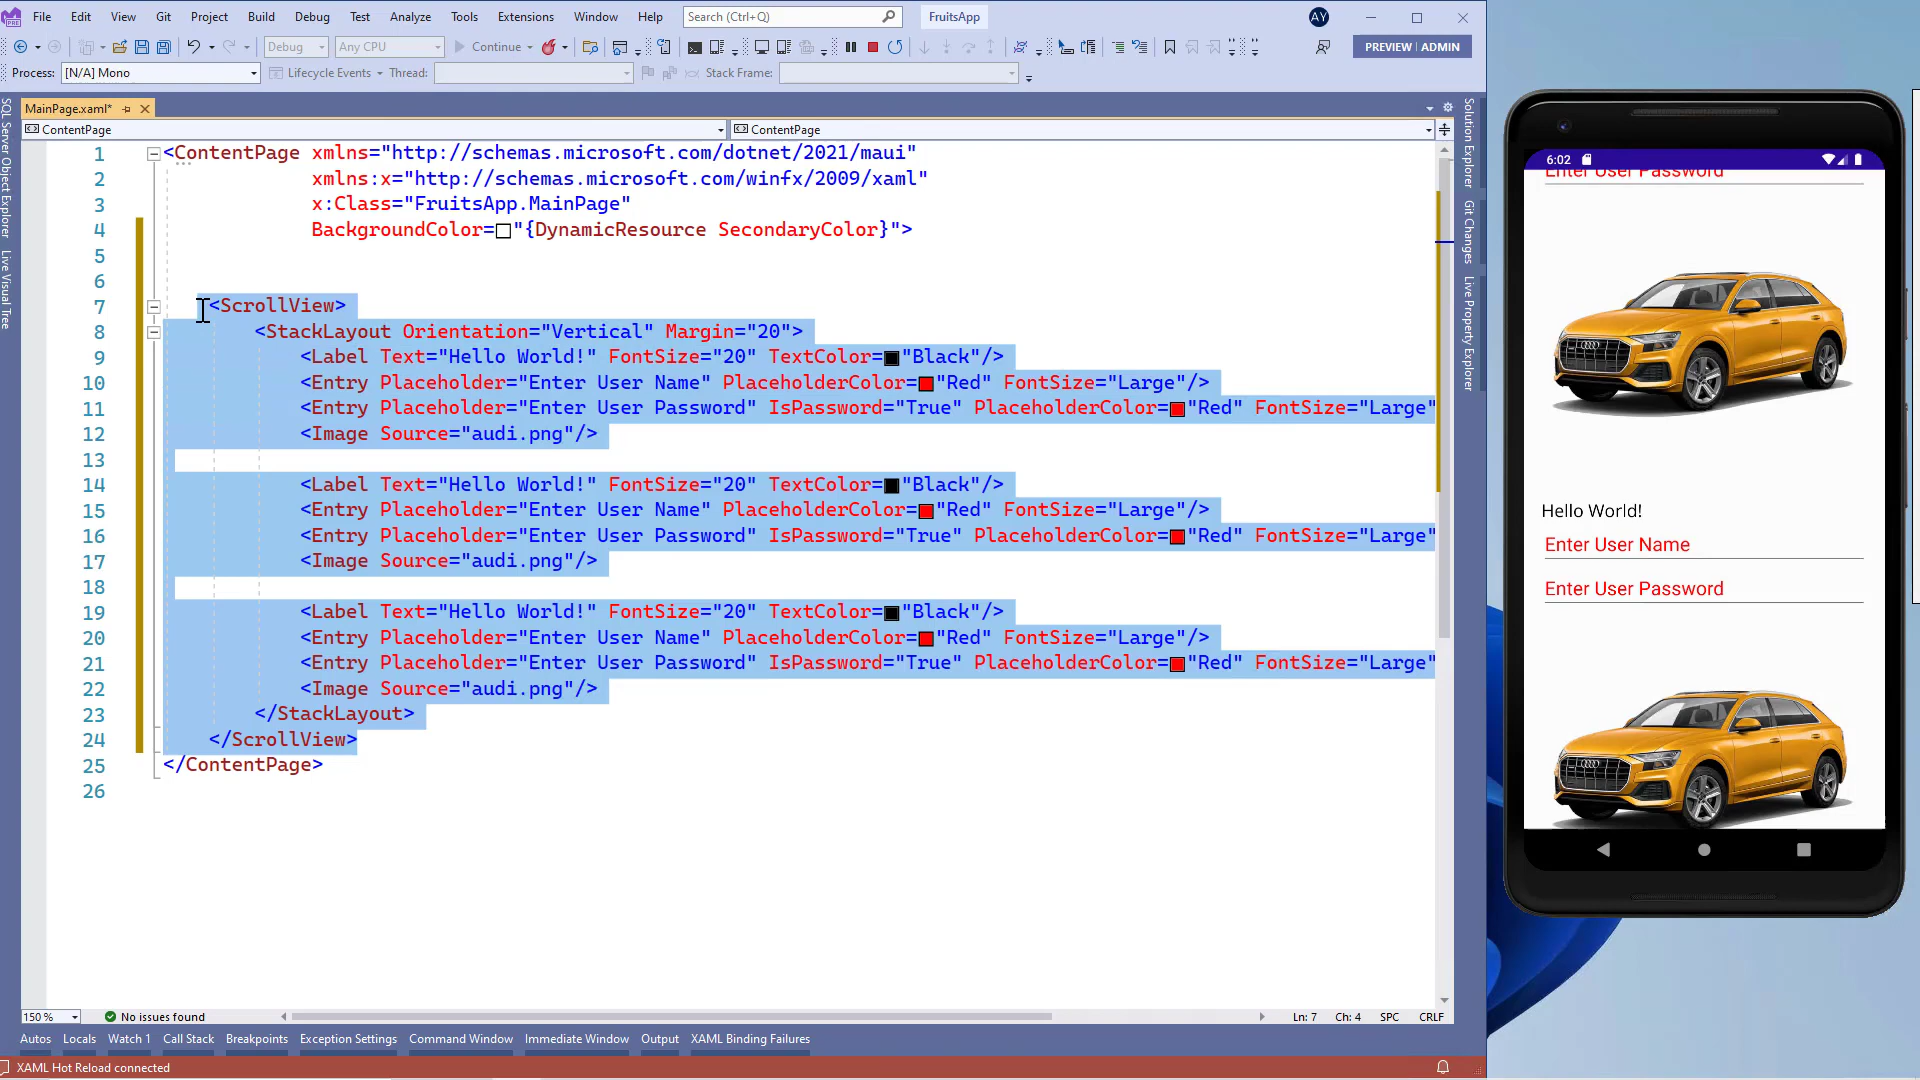 File Edit View Git Project Build Debug Test Analyze Tools Extensions Window Help Search (Ctrl+Q) FruitsApp AY
PRE
Debug Any CPU Continue PREVIEW | ADMIN
Process: [N/A] Mono Lifecycle Events Thread: Stack Frame:
MainPage.xaml*
ContentPage ContentPage
1 <ContentPage xmlns="http://schemas.microsoft.com/dotnet/2021/maui"
2 xmlns:x="http://schemas.microsoft.com/winfx/2009/xaml"
3 x:Class="FruitsApp.MainPage"
4 BackgroundColor="{DynamicResource SecondaryColor}">
5
6
7 <ScrollView>
8 <StackLayout Orientation="Vertical" Margin="20">
9 <Label Text="Hello World!" FontSize="20" TextColor="Black"/>
10 <Entry Placeholder="Enter User Name" PlaceholderColor="Red" FontSize="Large"/>
11 <Entry Placeholder="Enter User Password" IsPassword="True" PlaceholderColor="Red" FontSize="Large"
12 <Image Source="audi.png"/>
13
14 <Label Text="Hello World!" FontSize="20" TextColor="Black"/>
15 <Entry Placeholder="Enter User Name" PlaceholderColor="Red" FontSize="Large"/>
16 <Entry Placeholder="Enter User Password" IsPassword="True" PlaceholderColor="Red" FontSize="Large"
17 <Image Source="audi.png"/>
18
19 <Label Text="Hello World!" FontSize="20" TextColor="Black"/>
20 <Entry Placeholder="Enter User Name" PlaceholderColor="Red" FontSize="Large"/>
21 <Entry Placeholder="Enter User Password" IsPassword="True" PlaceholderColor="Red" FontSize="Large"
22 <Image Source="audi.png"/>
23 </StackLayout>
24 </ScrollView>
25 </ContentPage>
26
150 % No issues found Ln: 7 Ch: 4 SPC CRLF
Autos Locals Watch 1 Call Stack Breakpoints Exception Settings Command Window Immediate Window Output XAML Binding Failures
XAML Hot Reload connected
SQL Server Object Explorer
Live Visual Tree
Solution Explorer
Git Changes
Live Property Explorer
6:02
Enter User Password
Hello World!
Enter User Name
Enter User Password